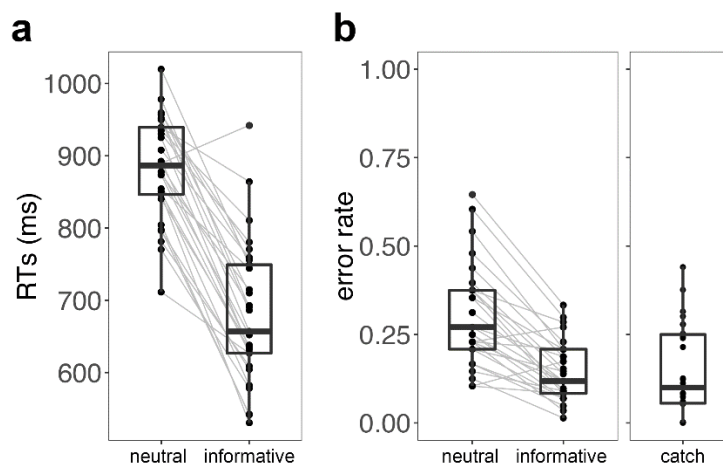 a
RTs (ms)
1000
900
800
700
600
neutral informative
b
error rate
1.00
0.75
0.50
0.25
0.00
neutral informative
catch